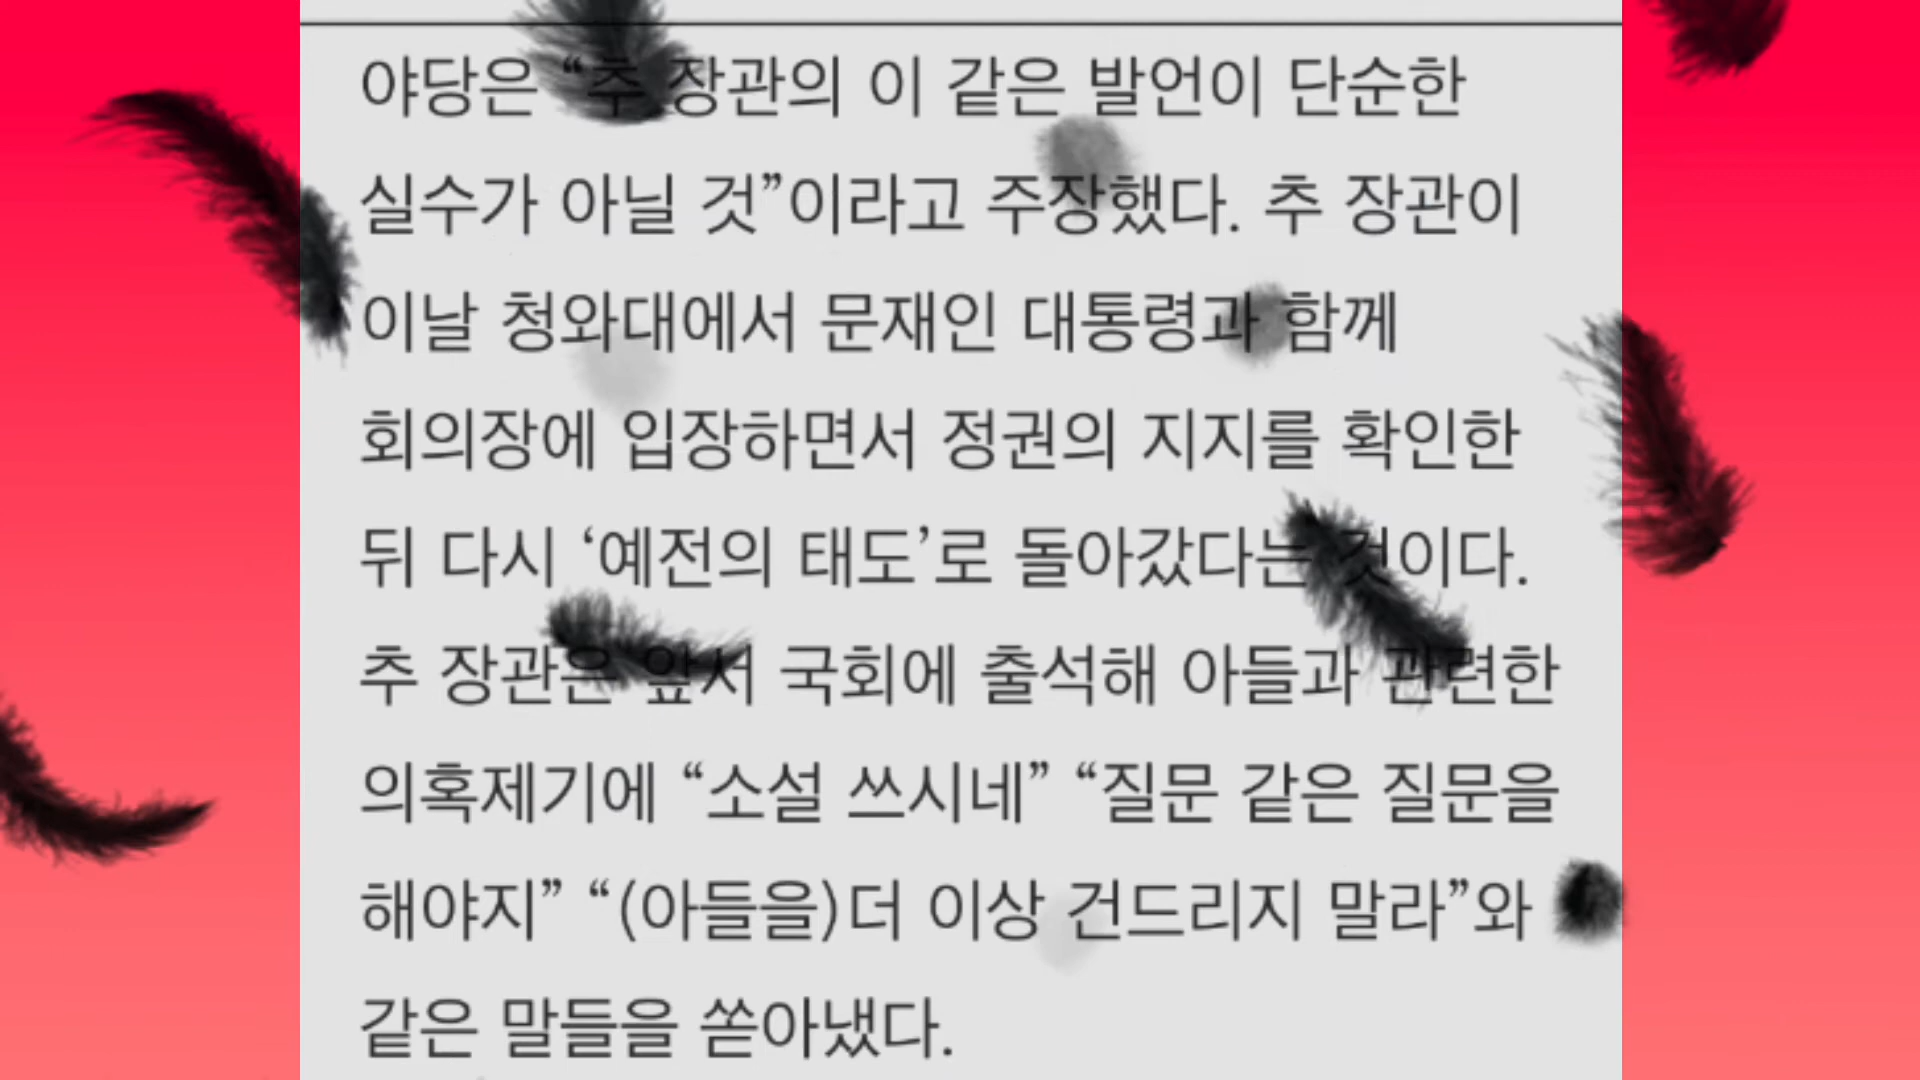 야당은 “추 장관의 이 같은 발언이 단순한
실수가 아닐 것”이라고 주장했다. 추 장관이
이날 청와대에서 문재인 대통령과 함께
회의장에 입장하면서 정권의 지지를 확인한
뒤 다시 ‘예전의 태도’로 돌아갔다는 것이다.
추 장관은 앞서 국회에 출석해 아들과 관련한
의혹제기에 “소설 쓰시네” “질문 같은 질문을
해야지” “(아들을)더 이상 건드리지 말라”와
같은 말들을 쏟아냈다.